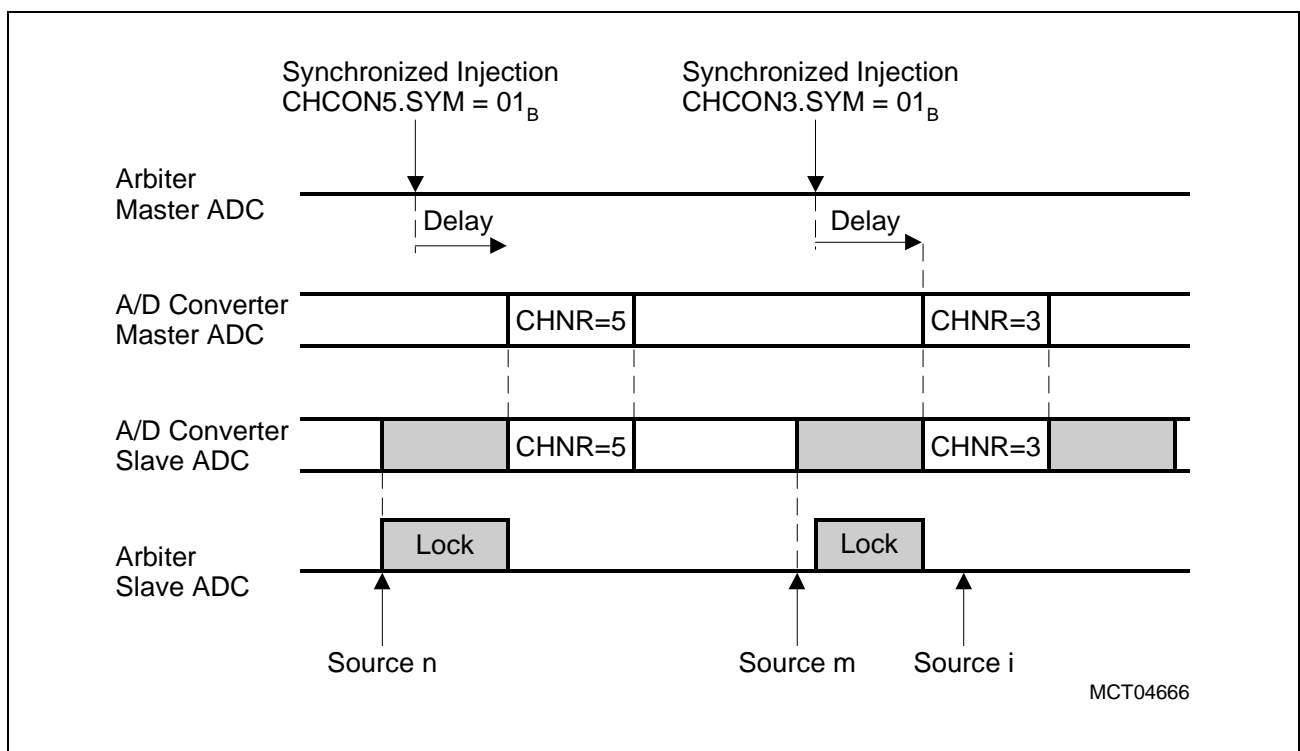 Synchronized Injection
CHCON5.SYM = 01B
Synchronized Injection
CHCON3.SYM = 01B
Arbiter
Master ADC
Delay
Delay
A/D Converter
Master ADC
CHNR=5
CHNR=3
A/D Converter
Slave ADC
CHNR=5
CHNR=3
Arbiter
Slave ADC
Lock
Lock
Source n
Source m
Source i
MCT04666